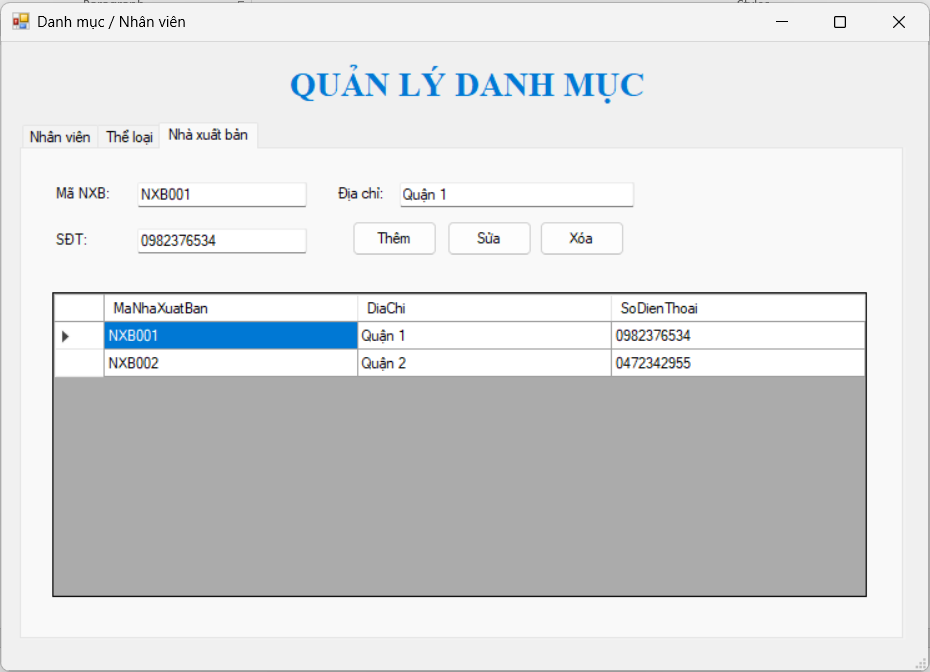 Danh mục / Nhân viên
QUẢN LÝ DANH MỤC
Nhân viên Thể loại Nhà xuất bản
Mã NXB: NXB001 Địa chỉ: Quận 1
SĐT: 0982376534 Thêm Sửa Xóa
MaNhaXuatBan DiaChi SoDienThoai
NXB001 Quận 1 0982376534
NXB002 Quận 2 0472342955